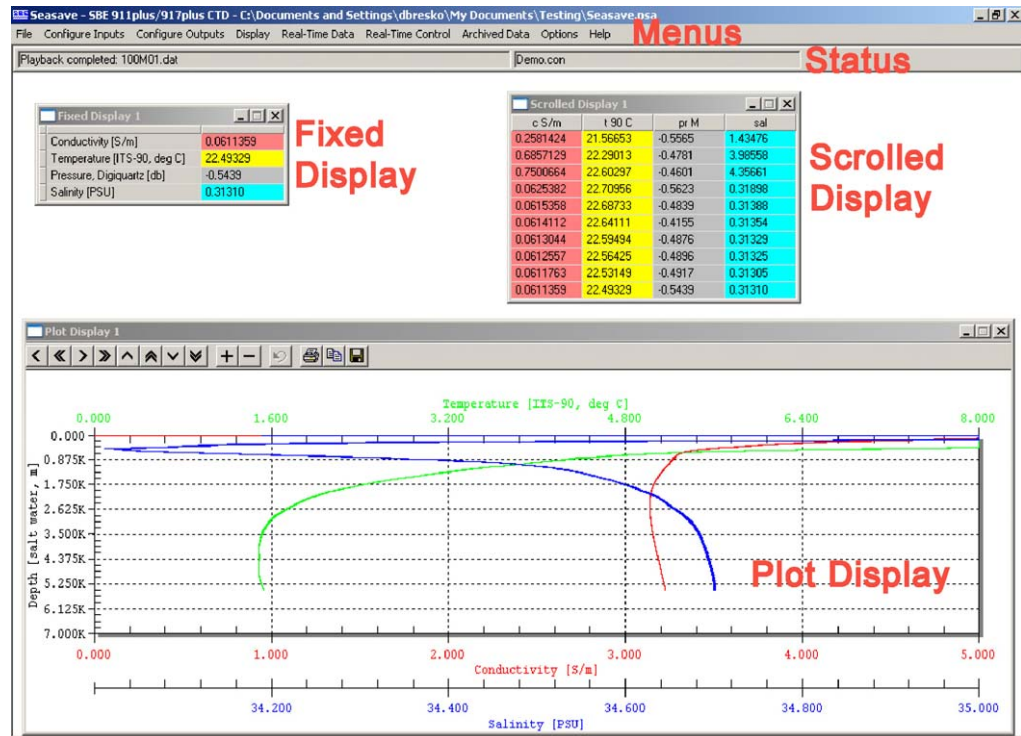 Seasave - SBE 911plus/917plus CTD - C:\Documents and Settings\dbresko\My Documents\Testing\Seasave.psa
File Configure Inputs Configure Outputs Display Real-Time Data Real-Time Control Archived Data Options Help
Menus
Playback completed: 100M01.dat
Demo.con
Status
Fixed Display 1
Conductivity [S/m] 0.0611359
Temperature [ITS-90, deg C] 22.49329
Pressure, Digiquartz [db] -0.5439
Salinity [PSU] 0.31310
Fixed
Display
Scrolled Display 1
c S/m t 90 C pr M sal
0.2581424 21.56653 -0.5565 1.43476
0.6857129 22.29013 -0.4781 3.98558
0.7500664 22.60297 -0.4601 4.35661
0.0625382 22.70956 -0.5623 0.31898
0.0615358 22.68733 -0.4839 0.31388
0.0614112 22.64111 -0.4155 0.31354
0.0613044 22.59494 -0.4876 0.31329
0.0612557 22.56425 -0.4896 0.31325
0.0611763 22.53149 -0.4917 0.31305
0.0611359 22.49329 -0.5439 0.31310
Scrolled
Display
Plot Display 1
Temperature [ITS-90, deg C]
0.000 1.600 3.200 4.800 6.400 8.000
Depth [salt water, m]
0.000
0.875K
1.750K
2.625K
3.500K
4.375K
5.250K
6.125K
7.000K
Plot Display
0.000 1.000 2.000 3.000 4.000 5.000
Conductivity [S/m]
34.200 34.400 34.600 34.800 35.000
Salinity [PSU]